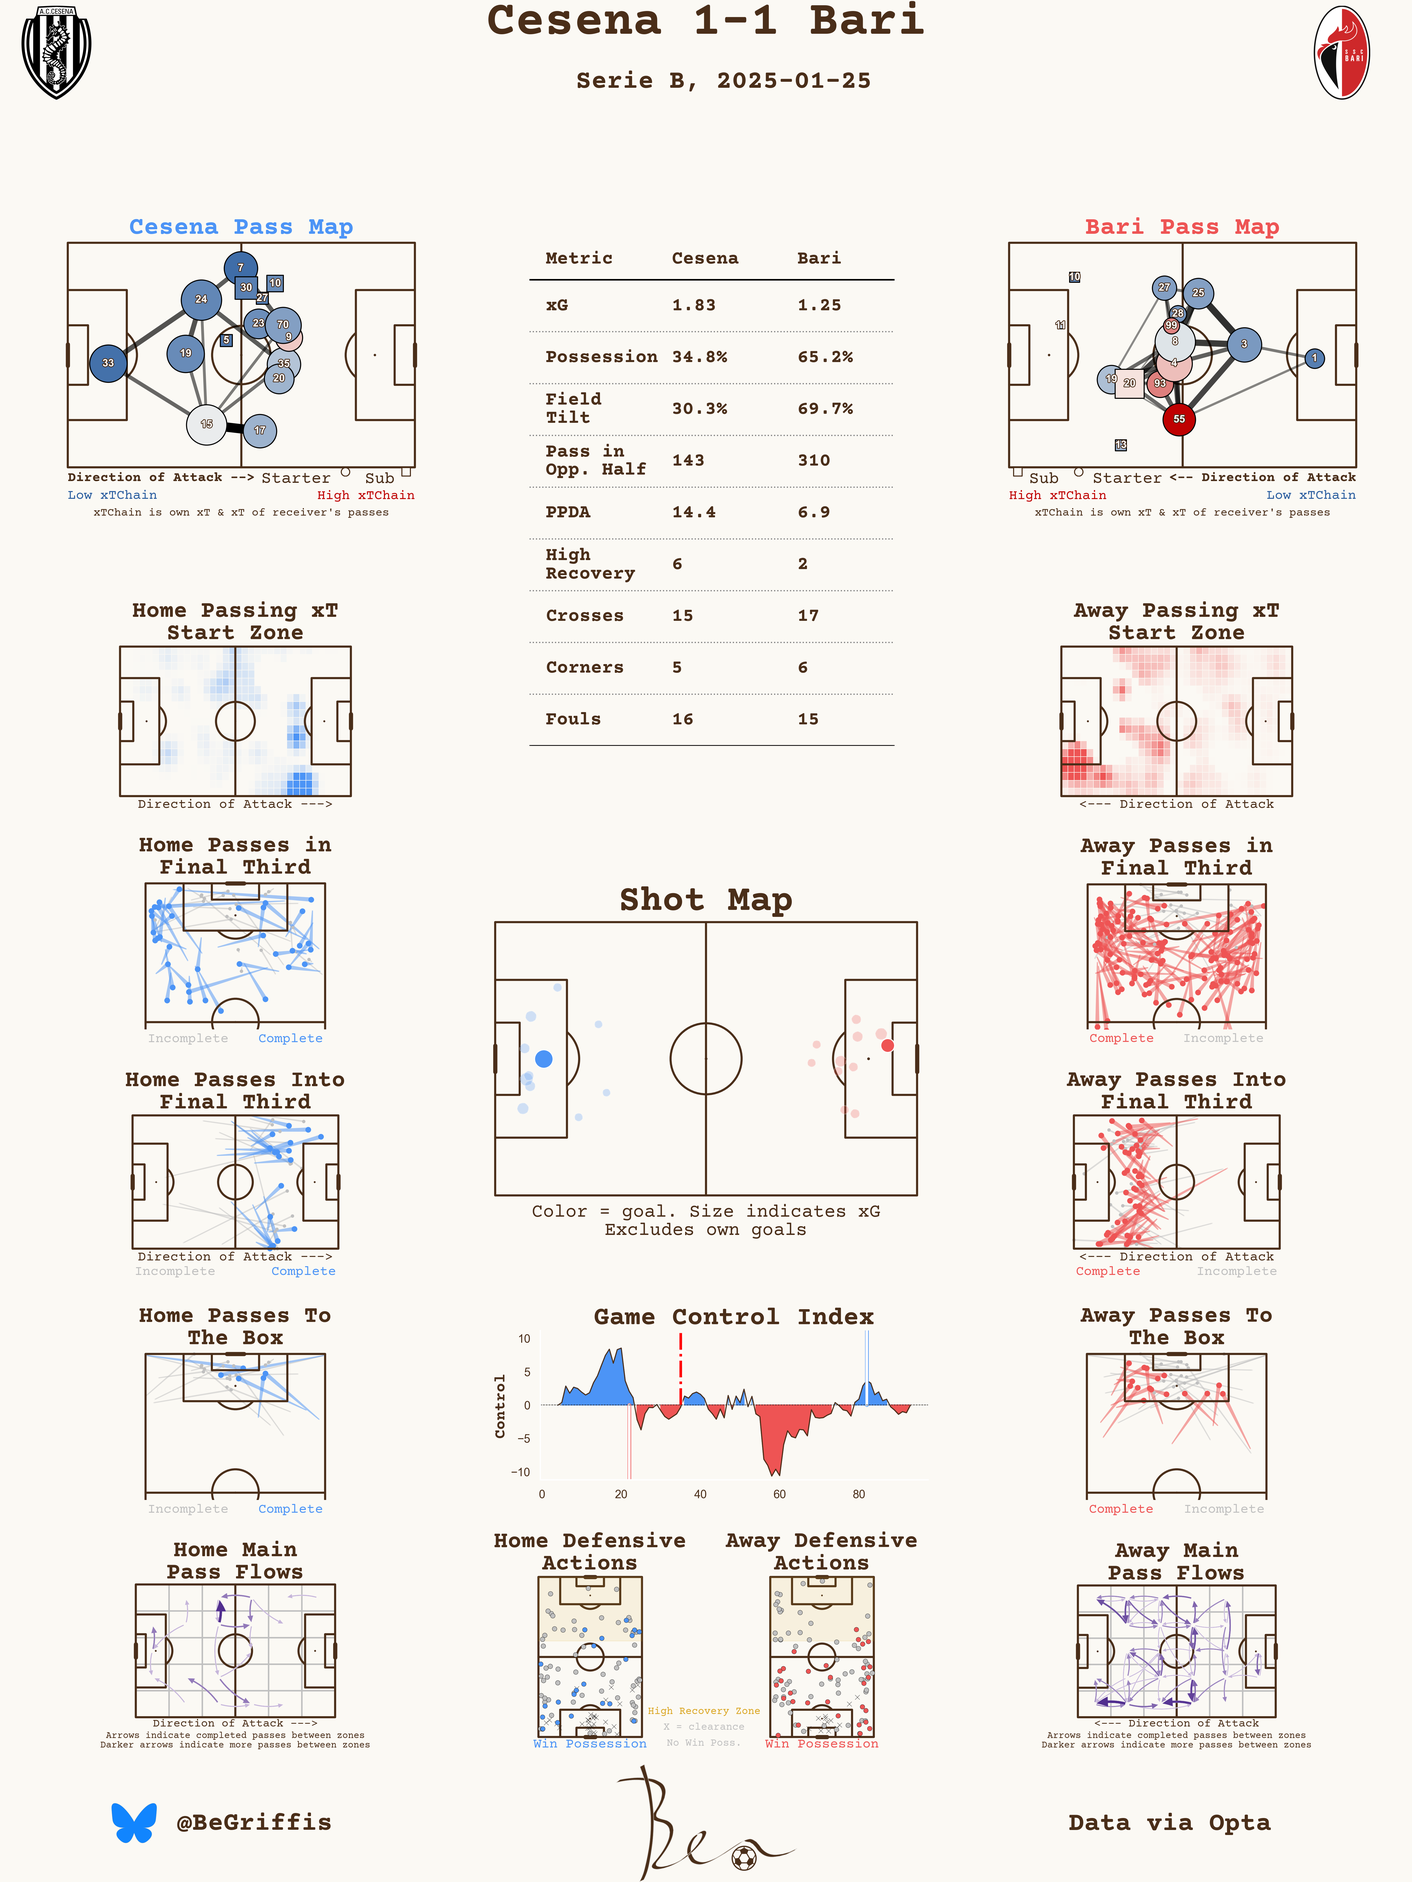 Cesena 1-1 Bari
Serie B, 2025-01-25
A.C.CESENA
SSC
BARI
Cesena Pass Map
7
30
10
27
24
23
70
9
5
19
35
33
20
15
17
Direction of Attack --> Starter Sub
Low xTChain High xTChain
xTChain is own xT & xT of receiver's passes
Metric Cesena Bari
xG 1.83 1.25
Possession 34.8% 65.2%
Field
Tilt 30.3% 69.7%
Pass in
Opp. Half 143 310
PPDA 14.4 6.9
High
Recovery 6 2
Crosses 15 17
Corners 5 6
Fouls 16 15
Bari Pass Map
10
27
25
28
11
99
8
3
1
4
19
20
93
55
13
Sub Starter <-- Direction of Attack
High xTChain Low xTChain
xTChain is own xT & xT of receiver's passes
Home Passing xT
Start Zone
Direction of Attack --->
Away Passing xT
Start Zone
<--- Direction of Attack
Home Passes in
Final Third
Incomplete Complete
Away Passes in
Final Third
Complete Incomplete
Shot Map
Color = goal. Size indicates xG
Excludes own goals
Home Passes Into
Final Third
Direction of Attack --->
Incomplete Complete
Away Passes Into
Final Third
<--- Direction of Attack
Complete Incomplete
Home Passes To
The Box
Incomplete Complete
Game Control Index
Control
10
5
0
−5
−10
0 20 40 60 80
Away Passes To
The Box
Complete Incomplete
Home Main
Pass Flows
Direction of Attack --->
Arrows indicate completed passes between zones
Darker arrows indicate more passes between zones
Home Defensive
Actions
Win Possession
Away Defensive
Actions
Win Possession
High Recovery Zone
X = clearance
No Win Poss.
Away Main
Pass Flows
<--- Direction of Attack
Arrows indicate completed passes between zones
Darker arrows indicate more passes between zones
@BeGriffis
Ben
Data via Opta